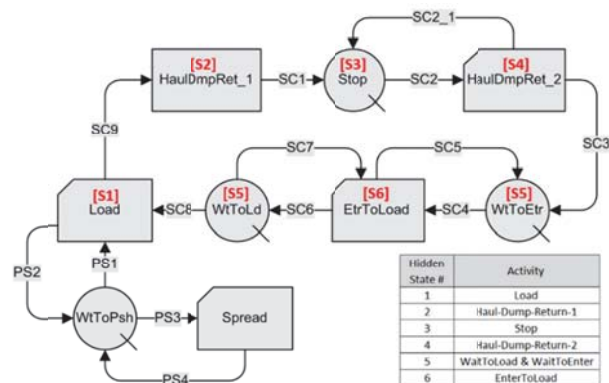 SC2_1
[S2]
HaulDmpRet_1
SC1
[S3]
Stop
SC2
[S4]
HaulDmpRet_2
SC9
SC3
SC7
SC5
[S1]
Load
SC8
[S5]
WtToLd
SC6
[S6]
EtrToLoad
SC4
[S5]
WtToEtr
PS2
PS1
WtToPsh
PS3
Spread
PS4
Hidden State # Activity
1 Load
2 Haul-Dump-Return-1
3 Stop
4 Haul-Dump-Return-2
5 WaitToLoad & WaitToEnter
6 EnterToLoad